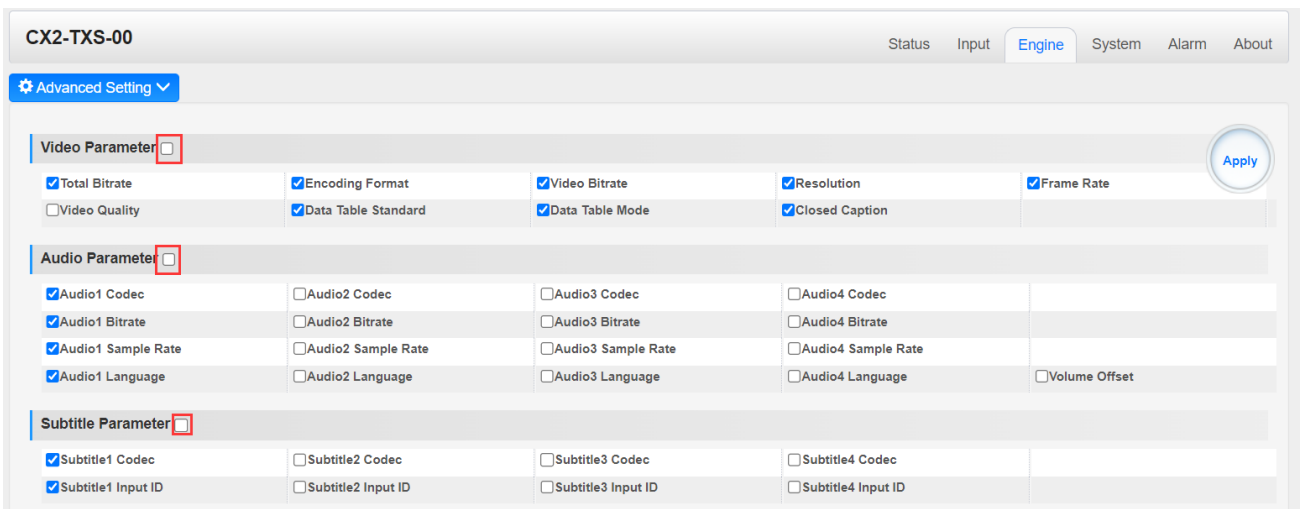 CX2-TXS-00
Status Input Engine System Alarm About
Advanced Setting
Video Parameter
Apply
Total Bitrate Encoding Format Video Bitrate Resolution Frame Rate
Video Quality Data Table Standard Data Table Mode Closed Caption
Audio Parameter
Audio1 Codec Audio2 Codec Audio3 Codec Audio4 Codec
Audio1 Bitrate Audio2 Bitrate Audio3 Bitrate Audio4 Bitrate
Audio1 Sample Rate Audio2 Sample Rate Audio3 Sample Rate Audio4 Sample Rate
Audio1 Language Audio2 Language Audio3 Language Audio4 Language Volume Offset
Subtitle Parameter
Subtitle1 Codec Subtitle2 Codec Subtitle3 Codec Subtitle4 Codec
Subtitle1 Input ID Subtitle2 Input ID Subtitle3 Input ID Subtitle4 Input ID